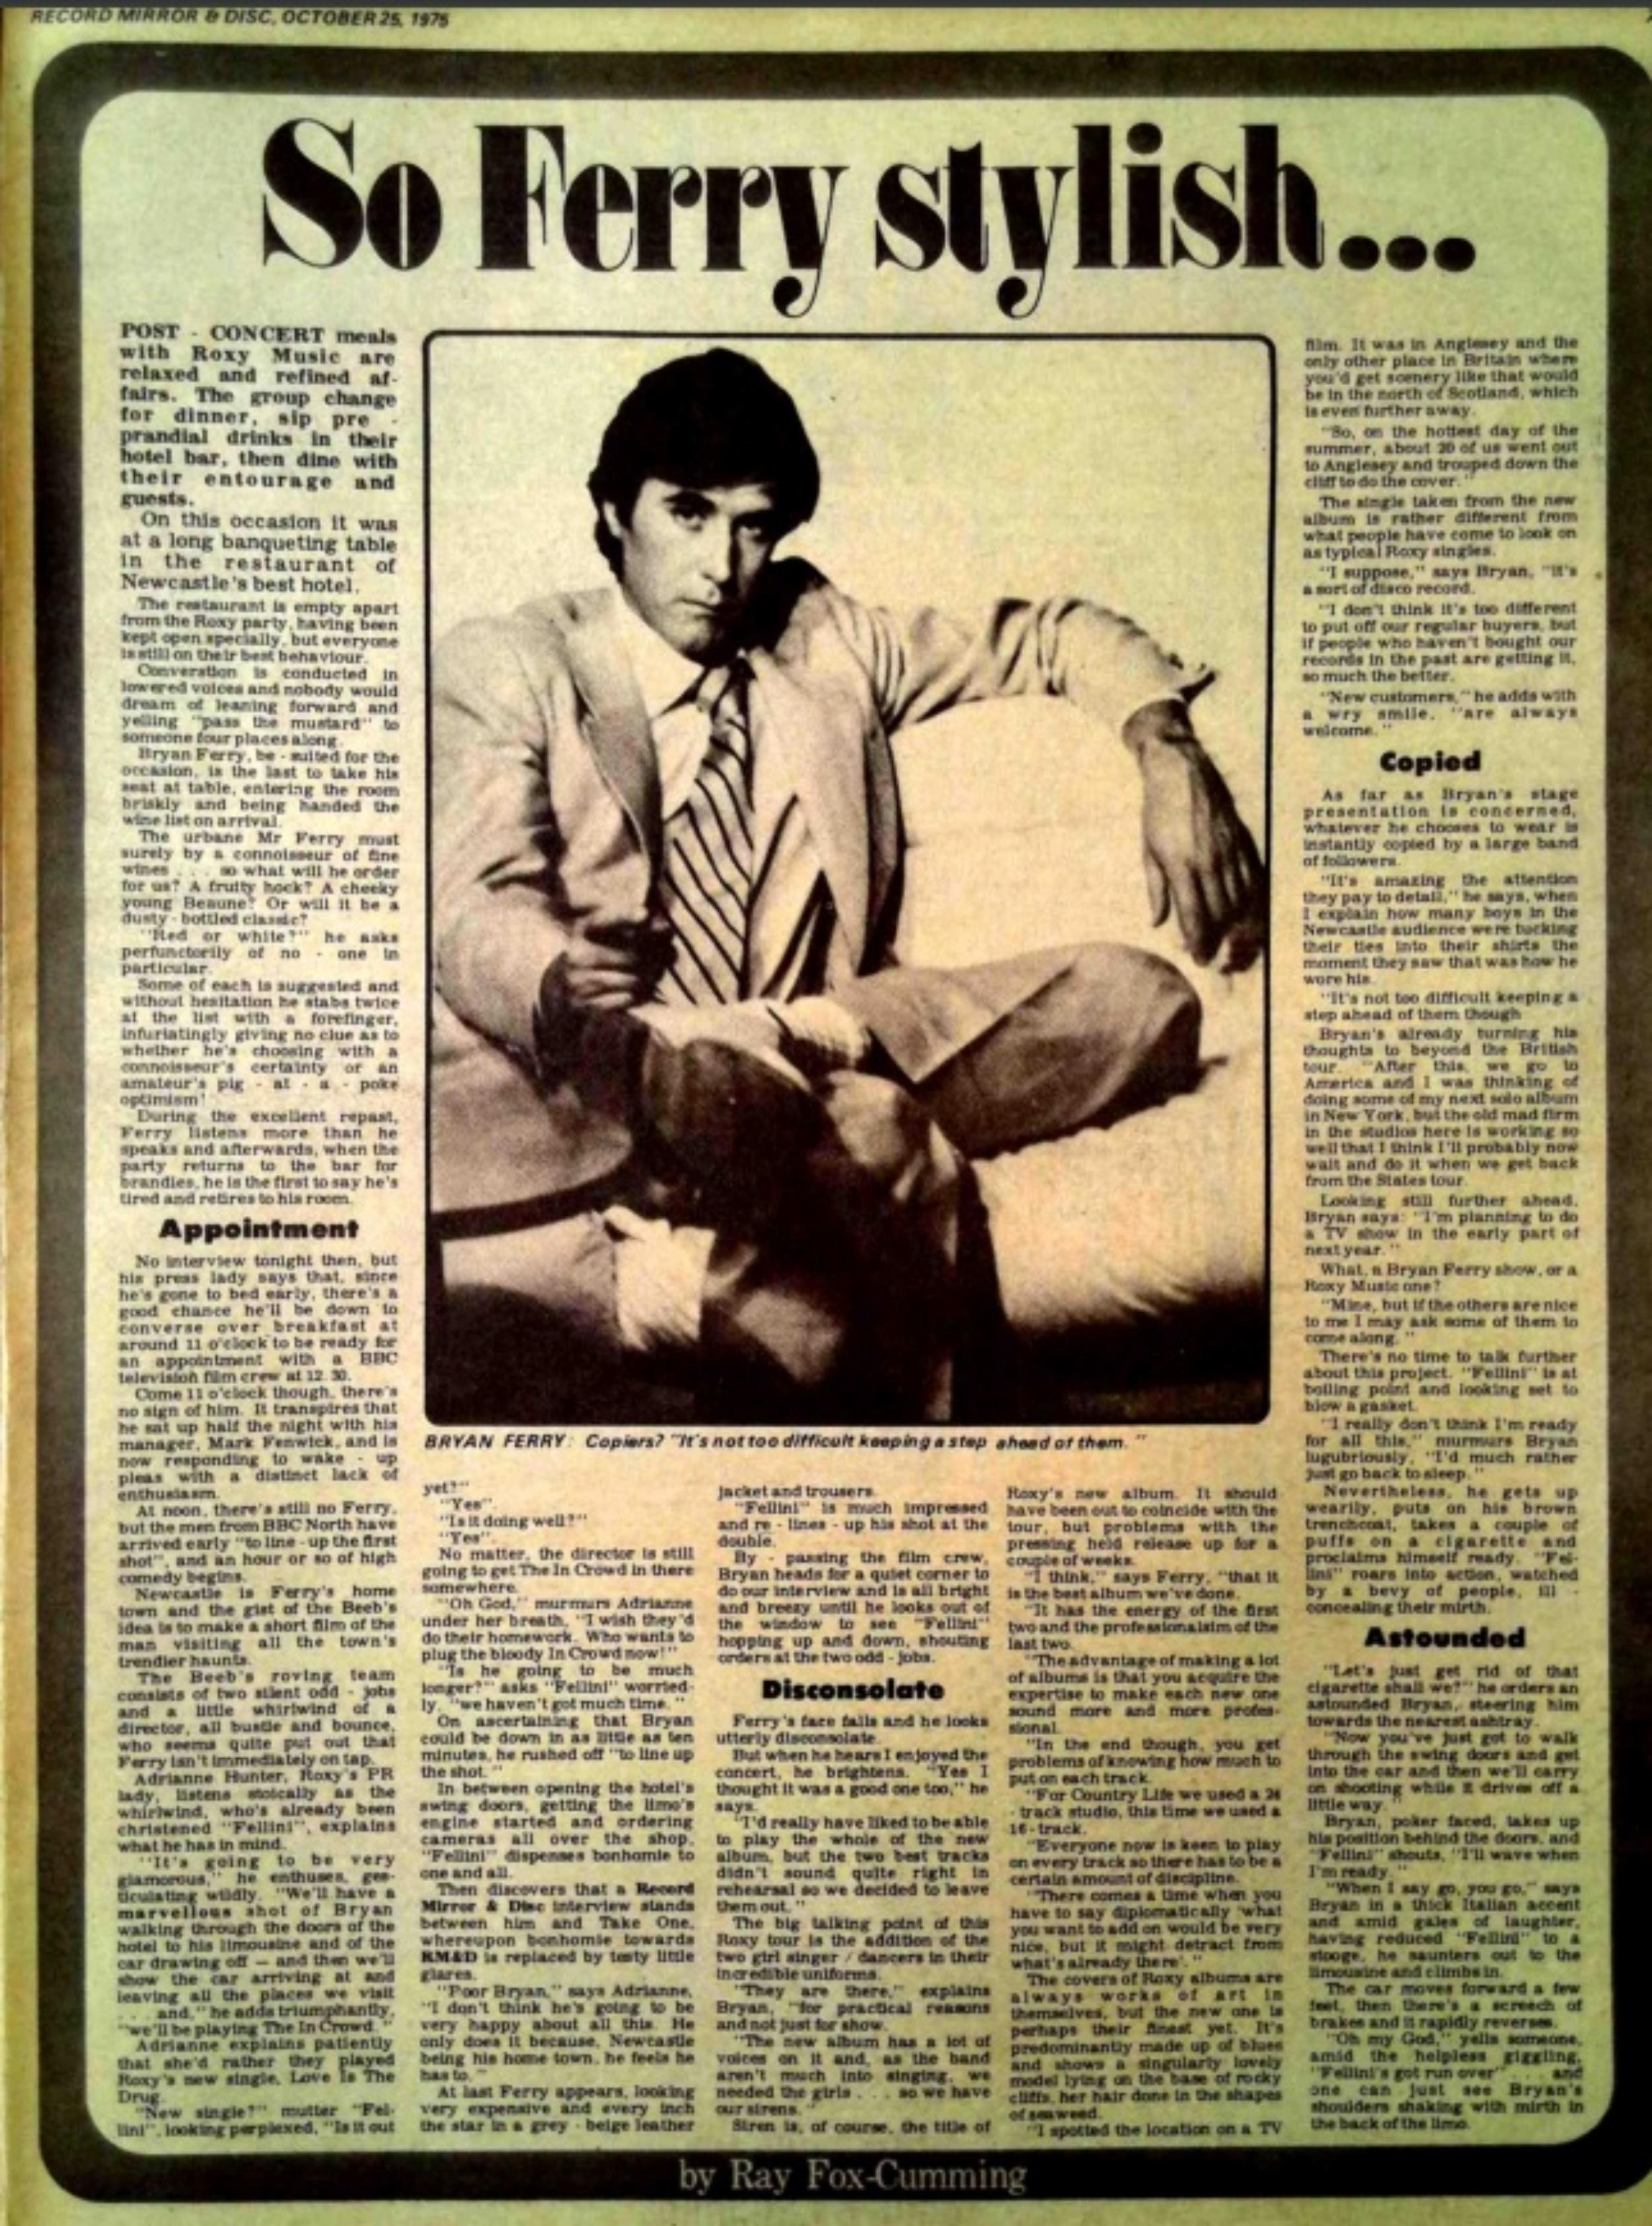 RECORD MIRROR & DISC, OCTOBER 25, 1975
So Ferry stylish...
POST - CONCERT meals
with Roxy Music are
relaxed and refined af-
fairs. The group change
for dinner, sip pre -
prandial drinks in their
hotel bar, then dine with
their entourage and
guests.
On this occasion it was
at a long banqueting table
in the restaurant of
Newcastle's best hotel.
The restaurant is empty apart
from the Roxy party, having been
kept open specially, but everyone
is still on their best behaviour.
Converation is conducted in
lowered voices and nobody would
dream of leaning forward and
yelling "pass the mustard" to
someone four places along.
Bryan Ferry, be - suited for the
occasion, is the last to take his
seat at table, entering the room
briskly and being handed the
wine list on arrival.
The urbane Mr Ferry must
surely by a connoisseur of fine
wines . . . so what will he order
for us? A fruity hock? A cheeky
young Beaune? Or will it be a
dusty - bottled classic?
"Red or white?" he asks
perfunctorily of no - one in
particular.
Some of each is suggested and
without hesitation he stabs twice
at the list with a forefinger,
infuriatingly giving no clue as to
whether he's choosing with a
connoisseur's certainty or an
amateur's pig - at - a - poke
optimism!
During the excellent repast,
Ferry listens more than he
speaks and afterwards, when the
party returns to the bar for
brandies, he is the first to say he's
tired and retires to his room.
Appointment
No interview tonight then, but
his press lady says that, since
he's gone to bed early, there's a
good chance he'll be down to
converse over breakfast at
around 11 o'clock to be ready for
an appointment with a BBC
television film crew at 12.30.
Come 11 o'clock though, there's
no sign of him. It transpires that
he sat up half the night with his
manager, Mark Fenwick, and is
now responding to wake - up
pleas with a distinct lack of
enthusiasm.
At noon, there's still no Ferry,
but the men from BBC North have
arrived early "to line - up the first
shot", and an hour or so of high
comedy begins.
Newcastle is Ferry's home
town and the gist of the Beeb's
idea is to make a short film of the
man visiting all the town's
trendier haunts.
The Beeb's roving team
consists of two silent odd - jobs
and a little whirlwind of a
director, all bustle and bounce,
who seems quite put out that
Ferry isn't immediately on tap.
Adrianne Hunter, Roxy's PR
lady, listens stoically as the
whirlwind, who's already been
christened "Fellini", explains
what he has in mind.
"It's going to be very
glamorous," he enthuses, ges-
ticulating wildly. "We'll have a
marvellous shot of Bryan
walking through the doors of the
hotel to his limousine and of the
car drawing off — and then we'll
show the car arriving at and
leaving all the places we visit
. . . and," he adds triumphantly,
"we'll be playing The In Crowd."
Adrianne explains patiently
that she'd rather they played
Roxy's new single, Love Is The
Drug.
"New single?" mutter "Fel-
lini", looking perplexed, "Is it out
BRYAN FERRY: Copiers? "It's not too difficult keeping a step ahead of them."
yet?"
"Yes".
"Is it doing well?"
"Yes".
No matter, the director is still
going to get The In Crowd in there
somewhere.
"Oh God," murmurs Adrianne
under her breath, "I wish they'd
do their homework. Who wants to
plug the bloody In Crowd now!"
"Is he going to be much
longer?" asks "Fellini" worried-
ly, "we haven't got much time."
On ascertaining that Bryan
could be down in as little as ten
minutes, he rushed off "to line up
the shot."
In between opening the hotel's
swing doors, getting the limo's
engine started and ordering
cameras all over the shop,
"Fellini" dispenses bonhomie to
one and all.
Then discovers that a Record
Mirror & Disc interview stands
between him and Take One,
whereupon bonhomie towards
RM&D is replaced by testy little
glares.
"Poor Bryan," says Adrianne,
"I don't think he's going to be
very happy about all this. He
only does it because, Newcastle
being his home town, he feels he
has to."
At last Ferry appears, looking
very expensive and every inch
the star in a grey - beige leather
jacket and trousers.
"Fellini" is much impressed
and re - lines - up his shot at the
double.
By - passing the film crew,
Bryan heads for a quiet corner to
do our interview and is all bright
and breezy until he looks out of
the window to see "Fellini"
hopping up and down, shouting
orders at the two odd - jobs.
Disconsolate
Ferry's face falls and he looks
utterly disconsolate.
But when he hears I enjoyed the
concert, he brightens. "Yes I
thought it was a good one too," he
says.
"I'd really have liked to be able
to play the whole of the new
album, but the two best tracks
didn't sound quite right in
rehearsal so we decided to leave
them out."
The big talking point of this
Roxy tour is the addition of the
two girl singer / dancers in their
incredible uniforms.
"They are there," explains
Bryan, "for practical reasons
and not just for show.
"The new album has a lot of
voices on it and, as the band
aren't much into singing, we
needed the girls . . . so we have
our sirens."
Siren is, of course, the title of
Roxy's new album. It should
have been out to coincide with the
tour, but problems with the
pressing held release up for a
couple of weeks.
"I think," says Ferry, "that it
is the best album we've done.
"It has the energy of the first
two and the professionalsim of the
last two.
"The advantage of making a lot
of albums is that you acquire the
expertise to make each new one
sound more and more profes-
sional.
"In the end though, you get
problems of knowing how much to
put on each track.
"For Country Life we used a 24
- track studio, this time we used a
16-track.
"Everyone now is keen to play
on every track so there has to be a
certain amount of discipline.
"There comes a time when you
have to say diplomatically 'what
you want to add on would be very
nice, but it might detract from
what's already there'."
The covers of Roxy albums are
always works of art in
themselves, but the new one is
perhaps their finest yet. It's
predominantly made up of blues
and shows a singularly lovely
model lying on the base of rocky
cliffs, her hair done in the shapes
of seaweed.
"I spotted the location on a TV
film. It was in Anglesey and the
only other place in Britain where
you'd get scenery like that would
be in the north of Scotland, which
is even further away.
"So, on the hottest day of the
summer, about 20 of us went out
to Anglesey and trouped down the
cliff to do the cover."
The single taken from the new
album is rather different from
what people have come to look on
as typical Roxy singles.
"I suppose," says Bryan, "it's
a sort of disco record.
"I don't think it's too different
to put off our regular buyers, but
if people who haven't bought our
records in the past are getting it,
so much the better.
"New customers," he adds with
a wry smile, "are always
welcome."
Copied
As far as Bryan's stage
presentation is concerned,
whatever he chooses to wear is
instantly copied by a large band
of followers.
"It's amazing the attention
they pay to detail," he says, when
I explain how many boys in the
Newcastle audience were tucking
their ties into their shirts the
moment they saw that was how he
wore his.
"It's not too difficult keeping a
step ahead of them though
Bryan's already turning his
thoughts to beyond the British
tour. "After this, we go to
America and I was thinking of
doing some of my next solo album
in New York, but the old mad firm
in the studios here is working so
well that I think I'll probably now
wait and do it when we get back
from the States tour.
Looking still further ahead,
Bryan says: "I'm planning to do
a TV show in the early part of
next year."
What, a Bryan Ferry show, or a
Roxy Music one?
"Mine, but if the others are nice
to me I may ask some of them to
come along."
There's no time to talk further
about this project. "Fellini" is at
boiling point and looking set to
blow a gasket.
"I really don't think I'm ready
for all this," murmurs Bryan
lugubriously, "I'd much rather
just go back to sleep."
Nevertheless, he gets up
wearily, puts on his brown
trenchcoat, takes a couple of
puffs on a cigarette and
proclaims himself ready. "Fel-
lini" roars into action, watched
by a bevy of people, ill -
concealing their mirth.
Astounded
"Let's just get rid of that
cigarette shall we?" he orders an
astounded Bryan, steering him
towards the nearest ashtray.
"Now you've just got to walk
through the swing doors and get
into the car and then we'll carry
on shooting while it drives off a
little way."
Bryan, poker faced, takes up
his position behind the doors, and
"Fellini" shouts, "I'll wave when
I'm ready."
"When I say go, you go," says
Bryan in a thick Italian accent
and amid gales of laughter,
having reduced "Fellini" to a
stooge, he saunters out to the
limousine and climbs in.
The car moves forward a few
feet, then there's a screech of
brakes and it rapidly reverses.
"Oh my God," yells someone,
amid the helpless giggling,
"Fellini's got run over" . . . and
one can just see Bryan's
shoulders shaking with mirth in
the back of the limo.
by Ray Fox-Cumming